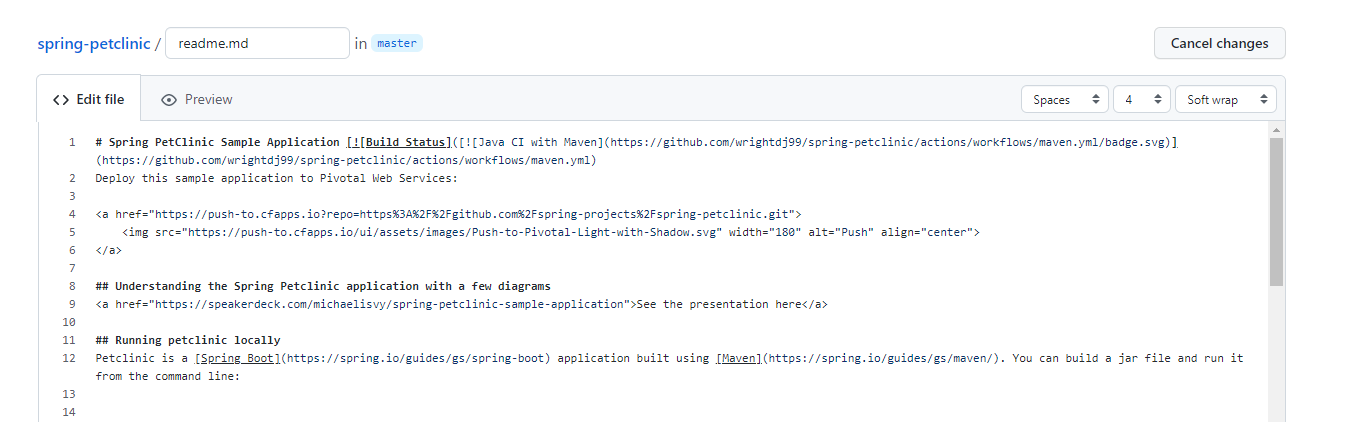 spring-petclinic / readme.md in master Cancel changes
<> Edit file Preview Spaces 4 Soft wrap
1 # Spring PetClinic Sample Application [![Build Status]([![Java CI with Maven](https://github.com/wrightdj99/spring-petclinic/actions/workflows/maven.yml/badge.svg)]
(https://github.com/wrightdj99/spring-petclinic/actions/workflows/maven.yml)
2 Deploy this sample application to Pivotal Web Services:
3
4 <a href="https://push-to.cfapps.io?repo=https%3A%2F%2Fgithub.com%2Fspring-projects%2Fspring-petclinic.git">
5     <img src="https://push-to.cfapps.io/ui/assets/images/Push-to-Pivotal-Light-with-Shadow.svg" width="180" alt="Push" align="center">
6 </a>
7
8 ## Understanding the Spring Petclinic application with a few diagrams
9 <a href="https://speakerdeck.com/michaelisvy/spring-petclinic-sample-application">See the presentation here</a>
10
11 ## Running petclinic locally
12 Petclinic is a [Spring Boot](https://spring.io/guides/gs/spring-boot) application built using [Maven](https://spring.io/guides/gs/maven/). You can build a jar file and run it
from the command line:
13
14